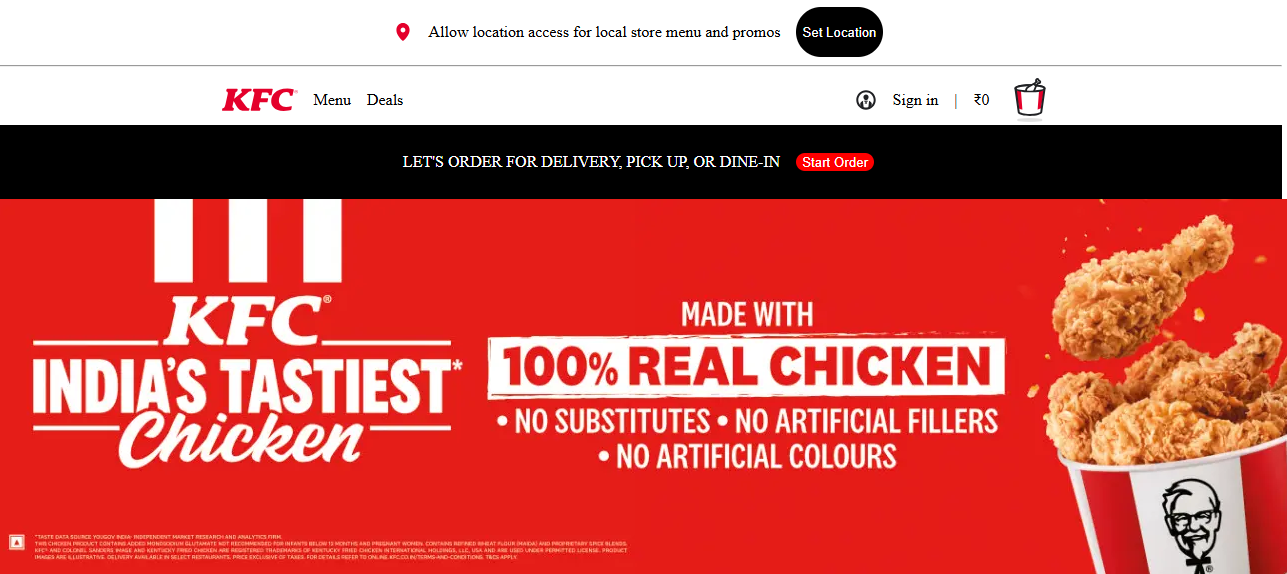 Allow location access for local store menu and promos Set Location
KFC Menu Deals Sign in | ₹0
LET'S ORDER FOR DELIVERY, PICK UP, OR DINE-IN Start Order
KFC®
INDIA'S TASTIEST*
Chicken
MADE WITH
100% REAL CHICKEN
• NO SUBSTITUTES • NO ARTIFICIAL FILLERS
• NO ARTIFICIAL COLOURS
*TASTE DATA SOURCE YOUGOV INDIA- INDEPENDENT MARKET RESEARCH AND ANALYTICS FIRM.
THIS CHICKEN PRODUCT CONTAINS ADDED MONOSODIUM GLUTAMATE NOT RECOMMENDED FOR INFANTS BELOW 12 MONTHS AND PREGNANT WOMEN. CONTAINS REFINED WHEAT FLOUR (MAIDA) AND PROPRIETARY SPICE BLENDS.
KFC® AND COLONEL SANDERS IMAGE AND KENTUCKY FRIED CHICKEN ARE REGISTERED TRADEMARKS OF KENTUCKY FRIED CHICKEN INTERNATIONAL HOLDINGS, LLC, USA AND ARE USED UNDER PERMITTED LICENSE. PRODUCT
IMAGES ARE ILLUSTRATIVE. DELIVERY AVAILABLE IN SELECT RESTAURANTS. PRICE EXCLUSIVE OF TAXES. FOR DETAILS REFER TO ONLINE.KFC.CO.IN/TERMS-AND-CONDITIONS. T&CS APPLY.